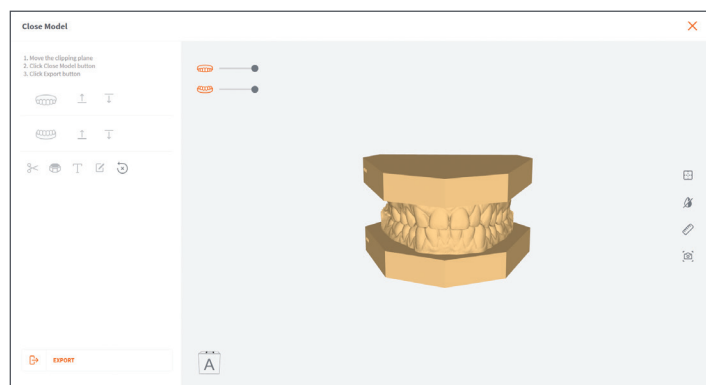 Close Model
1. Move the clipping plane
2. Click Close Model button
3. Click Export button
T
EXPORT
A